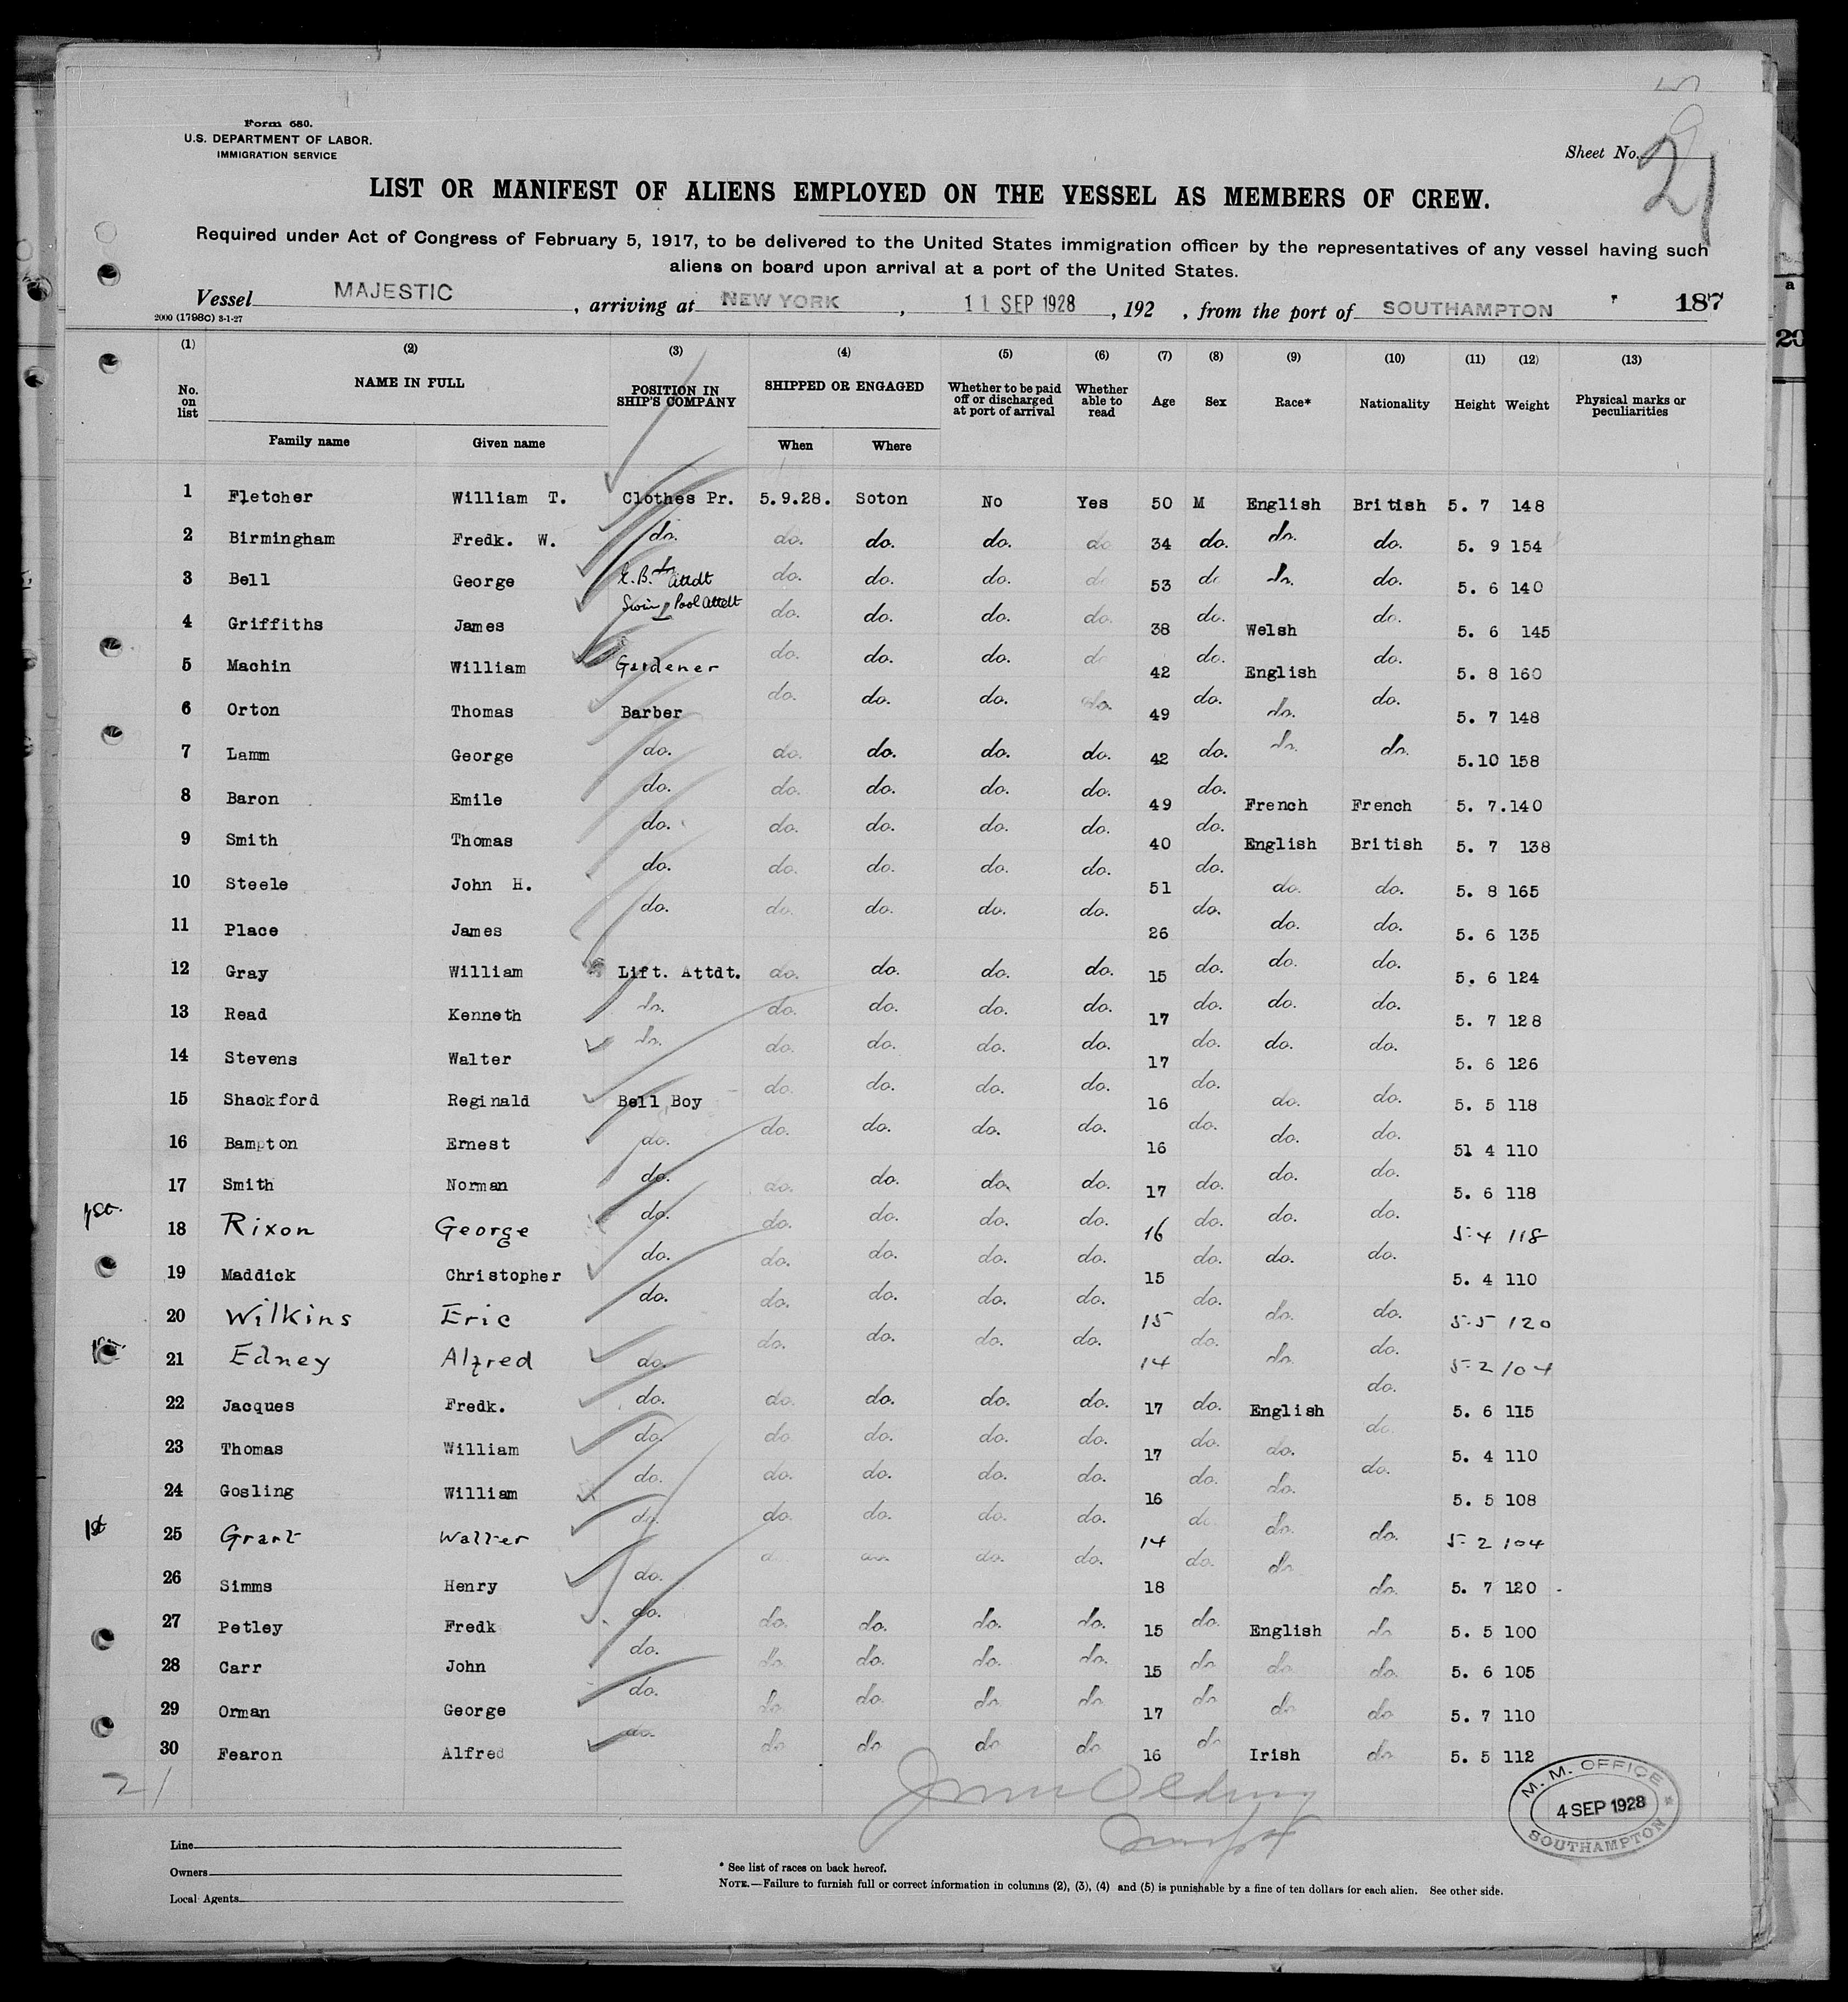 Form 680.
U.S. DEPARTMENT OF LABOR.
IMMIGRATION SERVICE
Sheet No. 21
LIST OR MANIFEST OF ALIENS EMPLOYED ON THE VESSEL AS MEMBERS OF CREW.
Required under Act of Congress of February 5, 1917, to be delivered to the United States immigration officer by the representatives of any vessel having such
aliens on board upon arrival at a port of the United States.
Vessel MAJESTIC, arriving at NEW YORK, 11 SEP 1928, 192 , from the port of SOUTHAMPTON 187
2000 (1798c) 3-1-27
(1) (2) (3) (4) (5) (6) (7) (8) (9) (10) (11) (12) (13)
No. on list NAME IN FULL POSITION IN SHIP'S COMPANY SHIPPED OR ENGAGED Whether to be paid off or discharged at port of arrival Whether able to read Age Sex Race* Nationality Height Weight Physical marks or peculiarities
Family name Given name When Where
1 Fletcher William T. Clothes Pr. 5.9.28. Soton No Yes 50 M English British 5. 7 148
2 Birmingham Fredk. W. do. do. do. do. do 34 do. do. do. 5. 9 154
3 Bell George Attdt do. do. do. do 53 do do. do. 5. 6 140
4 Griffiths James Swim Pool Attdt do. do. do. do. 38 do. Welsh do. 5. 6 145
5 Machin William Gardener do. do. do. do 42 do. English do. 5. 8 160
6 Orton Thomas Barber do. do. do. do. 49 do. do. do. 5. 7 148
7 Lamm George do. do. do. do. do. 42 do. do. do. 5.10 158
8 Baron Emile do. do. do. do. do. 49 do. French French 5. 7.140
9 Smith Thomas do. do. do. do. do. 40 do. English British 5. 7 138
10 Steele John H. do. do. do. do. do. 51 do. do. do. 5. 8 165
11 Place James do. do. do. do. do. 26 do. do. do. 5. 6 135
12 Gray William Lift. Attdt. do. do. do. do. 15 do. do. do. 5. 6 124
13 Read Kenneth do. do. do. do. do. 17 do. do. do. 5. 7 128
14 Stevens Walter do. do. do. do. do. 17 do. do. do. 5. 6 126
15 Shackford Reginald Bell Boy do. do. do. do. 16 do. do. do. 5. 5 118
16 Bampton Ernest do. do. do. do. do. 16 do. do. do. 51 4 110
17 Smith Norman do. do. do. do. do. 17 do. do. do. 5. 6 118
18 Rixon George do. do. do. do. do. 16 do. do. do. 5.4 118
19 Maddick Christopher do. do. do. do. do. 15 do. do. do. 5. 4 110
20 Wilkins Eric do. do. do. do. do. 15 do. do. do. 5.5 120
21 Edney Alfred do. do. do. do. do. 14 do. do. do. 5.2 104
22 Jacques Fredk. do. do. do. do. do. 17 do. English do. 5. 6 115
23 Thomas William do. do. do. do. do. 17 do. do. do. 5. 4 110
24 Gosling William do. do. do. do. do. 16 do. do. do. 5. 5 108
1st 25 Grant Walter do. do. do. do. do. 14 do. do. do. 5.2 104
26 Simms Henry do. do. do. do. do. 18 do. do do. 5. 7 120
27 Petley Fredk do. do. do. do. do. 15 do. English do 5. 5 100
28 Carr John do. do. do. do. do. 15 do do. do. 5. 6 105
29 Orman George do. do. do. do. do. 17 do do do 5. 7 110
30 Fearon Alfred do. do do do do 16 do Irish do 5. 5 112
21
M. M. OFFICE
4 SEP 1928
SOUTHAMPTON
Line
Owners
Local Agents
* See list of races on back hereof.
NOTE.—Failure to furnish full or correct information in columns (2), (3), (4) and (5) is punishable by a fine of ten dollars for each alien. See other side.